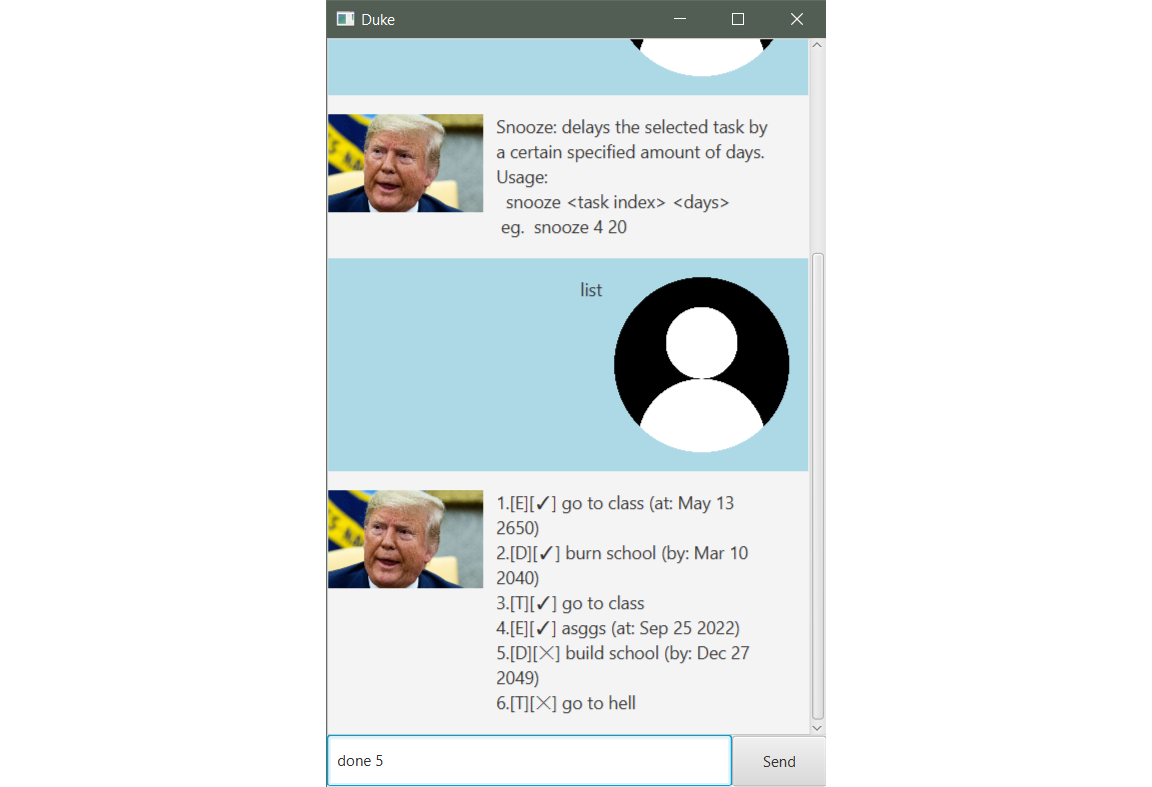 Duke
Snooze: delays the selected task by
a certain specified amount of days.
Usage:
snooze <task index> <days>
eg.  snooze 4 20
list
1.[E][✓] go to class (at: May 13
2650)
2.[D][✓] burn school (by: Mar 10
2040)
3.[T][✓] go to class
4.[E][✓] asggs (at: Sep 25 2022)
5.[D][✗] build school (by: Dec 27
2049)
6.[T][✗] go to hell
done 5
Send